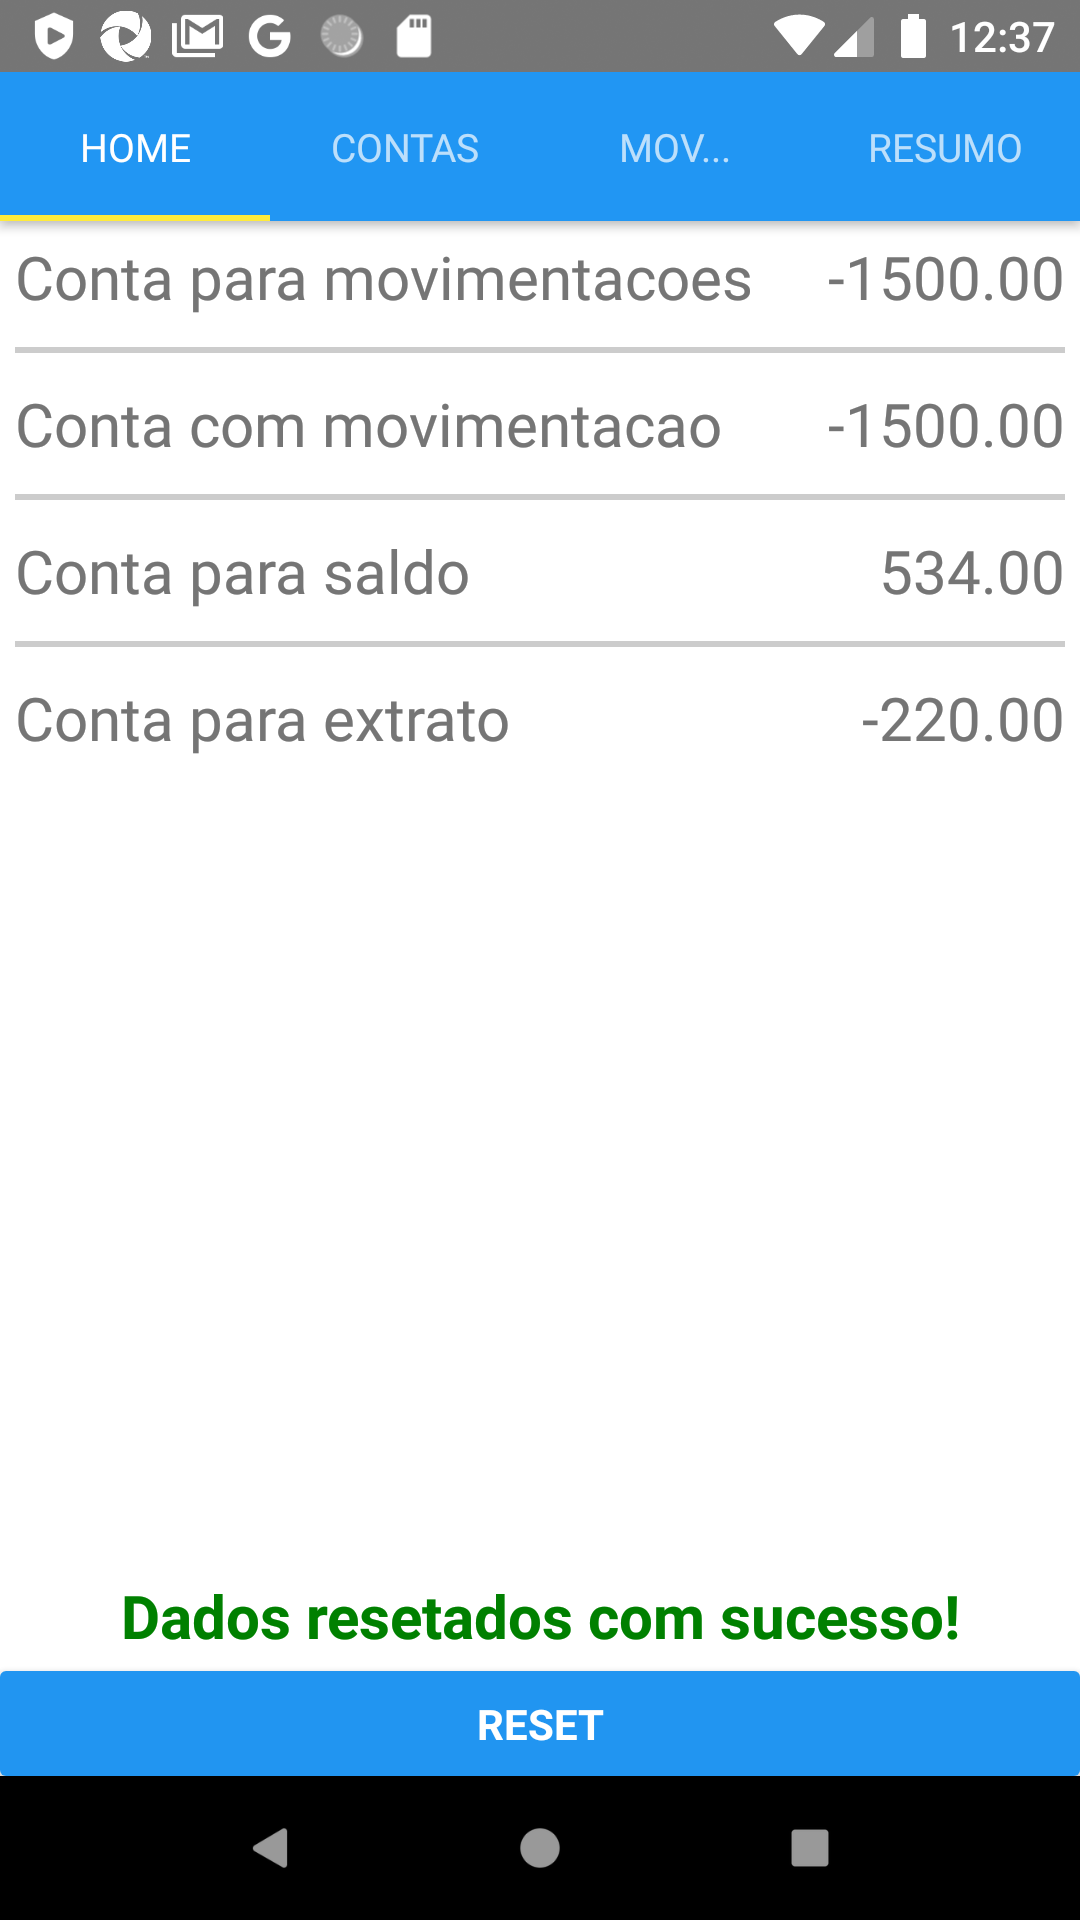 12:37
HOME CONTAS MOV... RESUMO
Conta para movimentacoes -1500.00
Conta com movimentacao -1500.00
Conta para saldo 534.00
Conta para extrato -220.00
Dados resetados com sucesso!
RESET